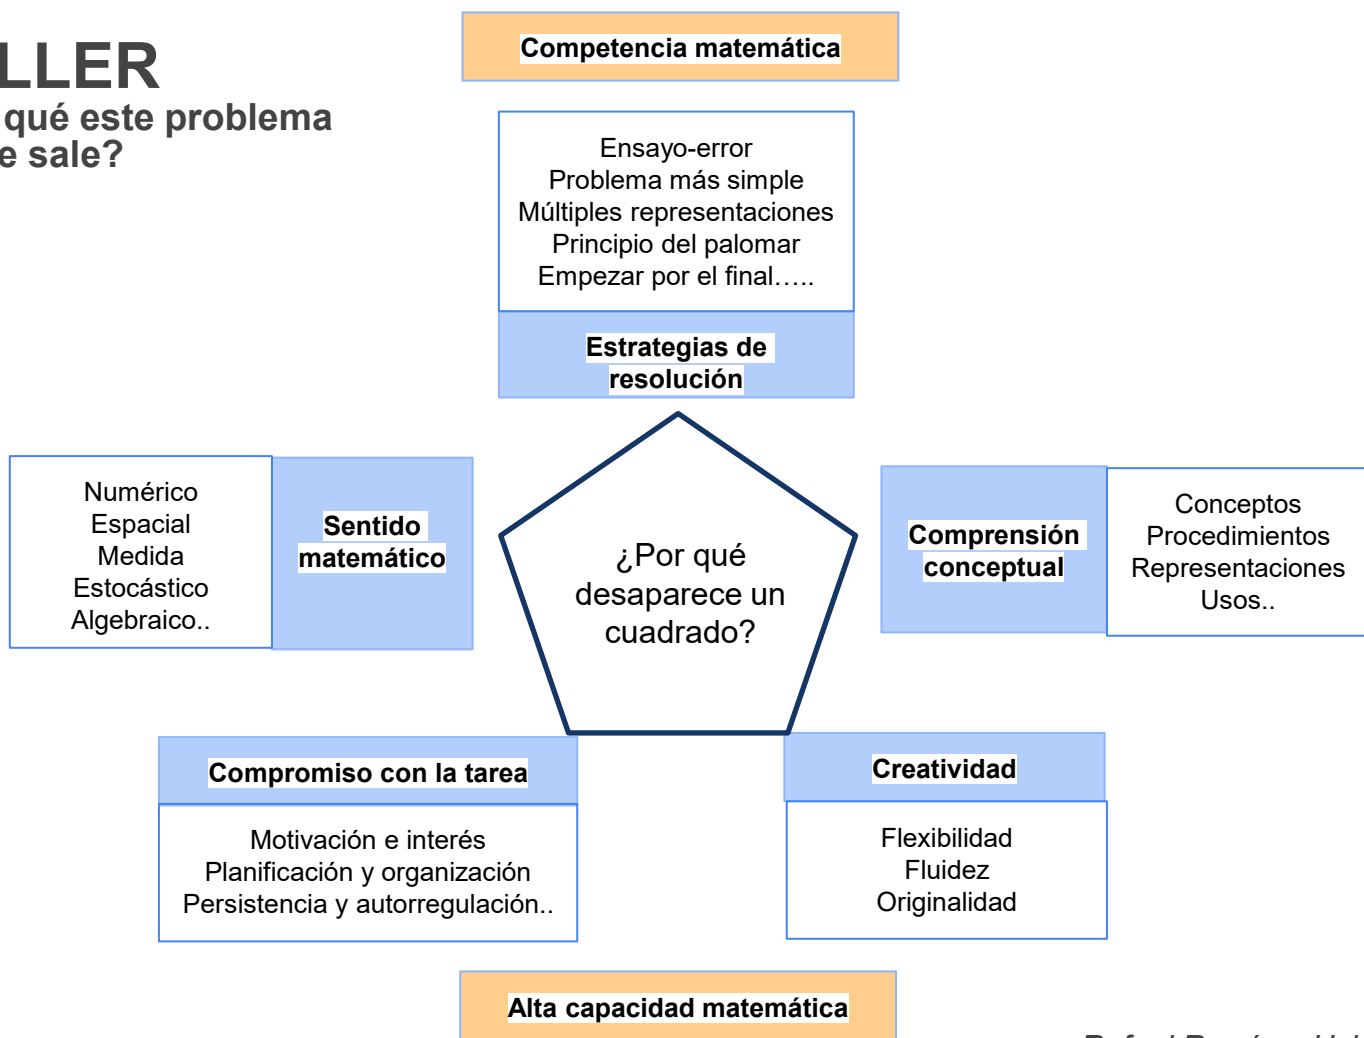 LLER
qué este problema
e sale?
Competencia matemática
Ensayo-error
Problema más simple
Múltiples representaciones
Principio del palomar
Empezar por el final…..
Estrategias de
resolución
Numérico
Espacial
Medida
Estocástico
Algebraico..
Sentido
matemático
¿Por qué
desaparece un
cuadrado?
Comprensión
conceptual
Conceptos
Procedimientos
Representaciones
Usos..
Compromiso con la tarea
Motivación e interés
Planificación y organización
Persistencia y autorregulación..
Creatividad
Flexibilidad
Fluidez
Originalidad
Alta capacidad matemática